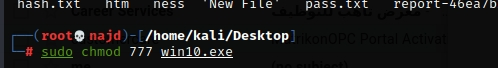 hash.txt htm ness 'New File' pass.txt report-46ea/b
┌──(root💀najd)-[/home/kali/Desktop]
└─# sudo chmod 777 win10.exe